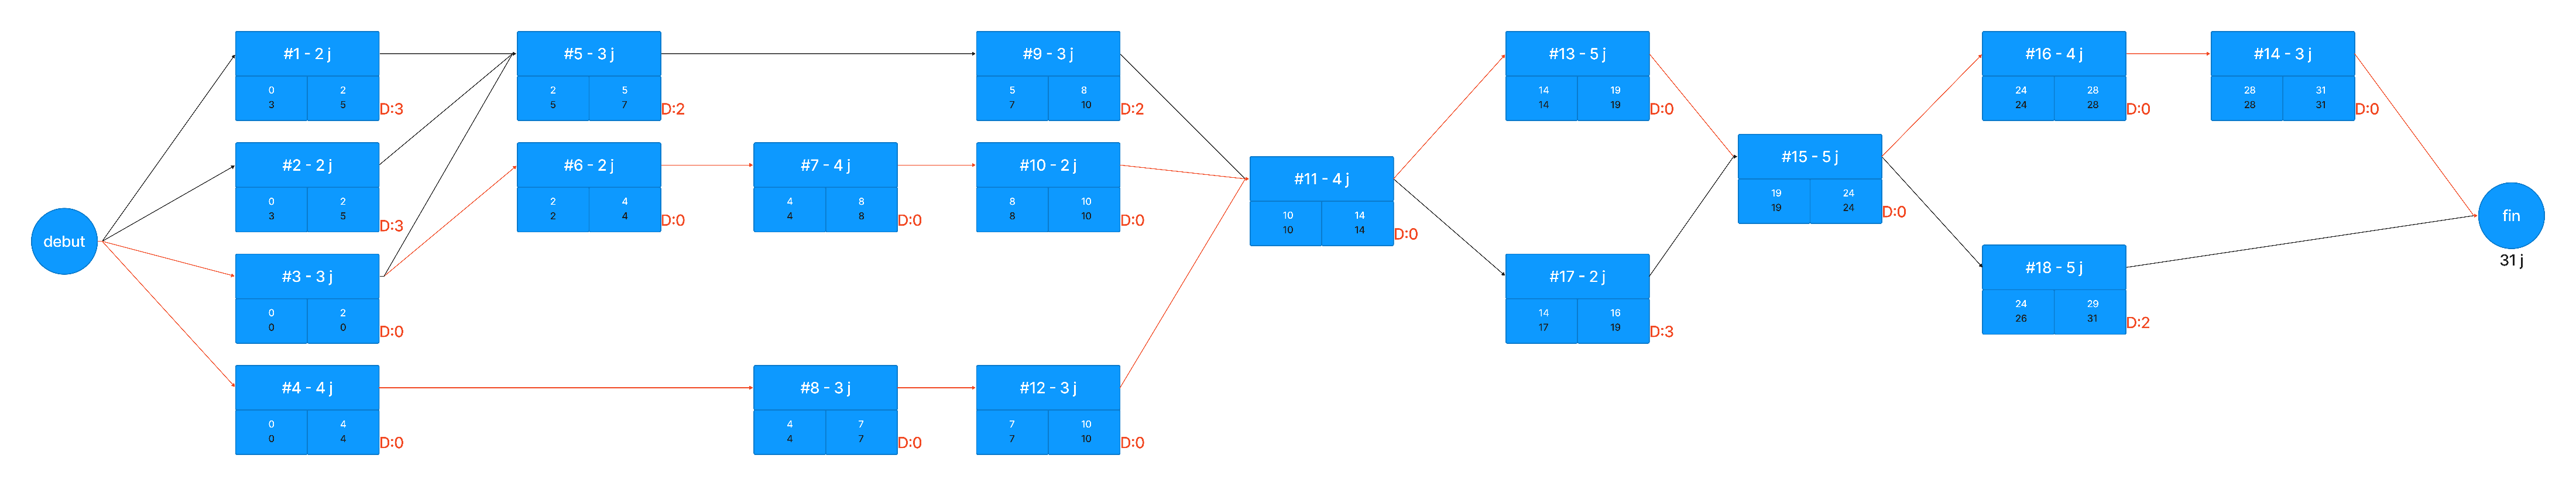 #1 - 2 j
0 2
3 5
D:3
#5 - 3 j
2 5
5 7
D:2
#9 - 3 j
5 8
7 10
D:2
#13 - 5 j
14 19
14 19
D:0
#16 - 4 j
24 28
24 28
D:0
#14 - 3 j
28 31
28 31
D:0
#2 - 2 j
0 2
3 5
D:3
#6 - 2 j
2 4
2 4
D:0
#7 - 4 j
4 8
4 8
D:0
#10 - 2 j
8 10
8 10
D:0
#11 - 4 j
10 14
10 14
D:0
#15 - 5 j
19 24
19 24
D:0
debut
fin
31 j
#3 - 3 j
0 2
0 0
D:0
#17 - 2 j
14 16
17 19
D:3
#18 - 5 j
24 29
26 31
D:2
#4 - 4 j
0 4
0 4
D:0
#8 - 3 j
4 7
4 7
D:0
#12 - 3 j
7 10
7 10
D:0